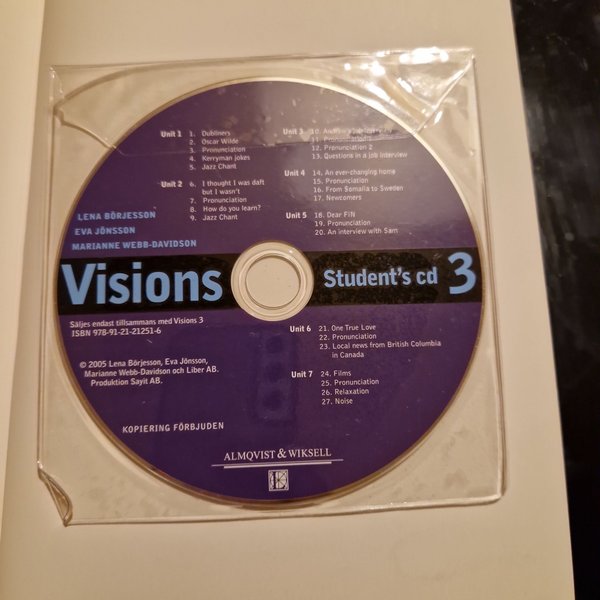 Unit 1 1. Dubliners
2. Oscar Wilde
3. Pronunciation
4. Kerryman jokes
5. Jazz Chant
Unit 2 6. I thought I was daft
but I wasn't
7. Pronunciation
8. How do you learn?
9. Jazz Chant
Unit 3 10.
11. Pronunciation 1
12. Pronunciation 2
13. Questions in a job interview
Unit 4 14. An ever-changing home
15. Pronunciation
16. From Somalia to Sweden
17. Newcomers
Unit 5 18. Dear FIN
19. Pronunciation
20. An interview with Sam
LENA BÖRJESSON
EVA JÖNSSON
MARIANNE WEBB-DAVIDSON
Visions Student's cd 3
Säljes endast tillsammans med Visions 3
ISBN 978-91-21-21251-6
© 2005 Lena Börjesson, Eva Jönsson,
Marianne Webb-Davidson och Liber AB.
Produktion Sayit AB.
KOPIERING FÖRBJUDEN
Unit 6 21. One True Love
22. Pronunciation
23. Local news from British Columbia
in Canada
Unit 7 24. Films
25. Pronunciation
26. Relaxation
27. Noise
ALMQVIST & WIKSELL